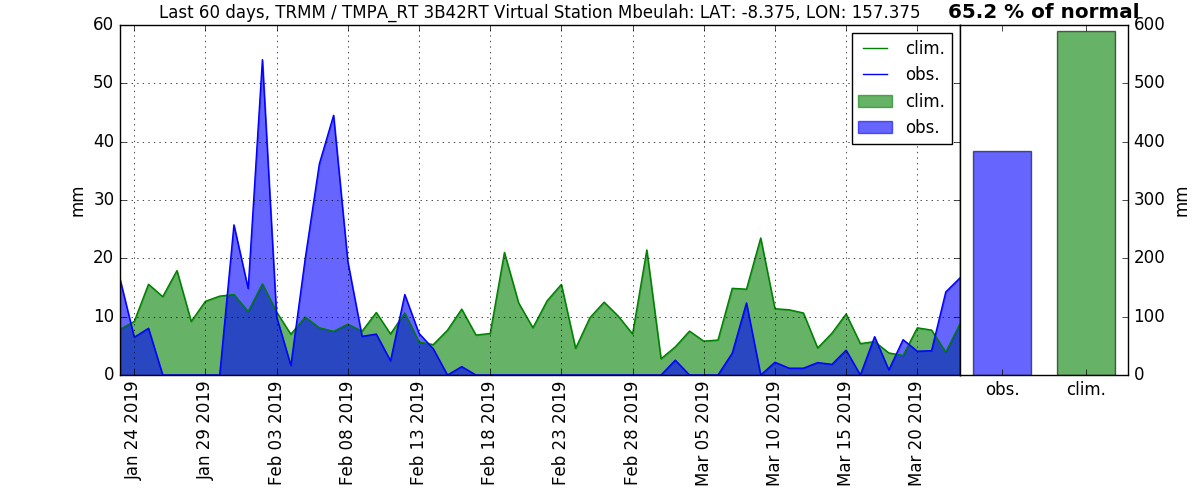 Last 60 days, TRMM / TMPA_RT 3B42RT Virtual Station Mbeulah: LAT: -8.375, LON: 157.375
65.2 % of normal
60
50
40
30
20
10
0
mm
clim.
obs.
clim.
obs.
Jan 24 2019
Jan 29 2019
Feb 03 2019
Feb 08 2019
Feb 13 2019
Feb 18 2019
Feb 23 2019
Feb 28 2019
Mar 05 2019
Mar 10 2019
Mar 15 2019
Mar 20 2019
600
500
400
300
200
100
0
mm
obs.
clim.